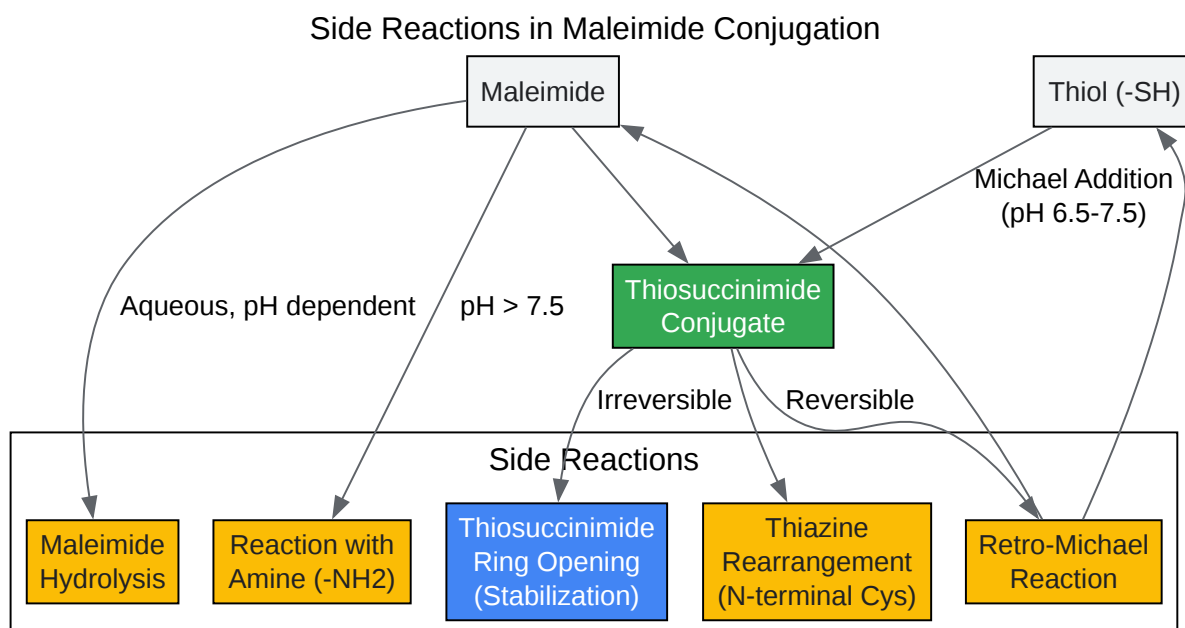 Side Reactions in Maleimide Conjugation
Maleimide
Thiol (-SH)
Michael Addition
(pH 6.5-7.5)
Thiosuccinimide
Conjugate
Aqueous, pH dependent
pH > 7.5
Irreversible
Reversible
Side Reactions
Maleimide
Hydrolysis
Reaction with
Amine (-NH2)
Thiosuccinimide
Ring Opening
(Stabilization)
Thiazine
Rearrangement
(N-terminal Cys)
Retro-Michael
Reaction